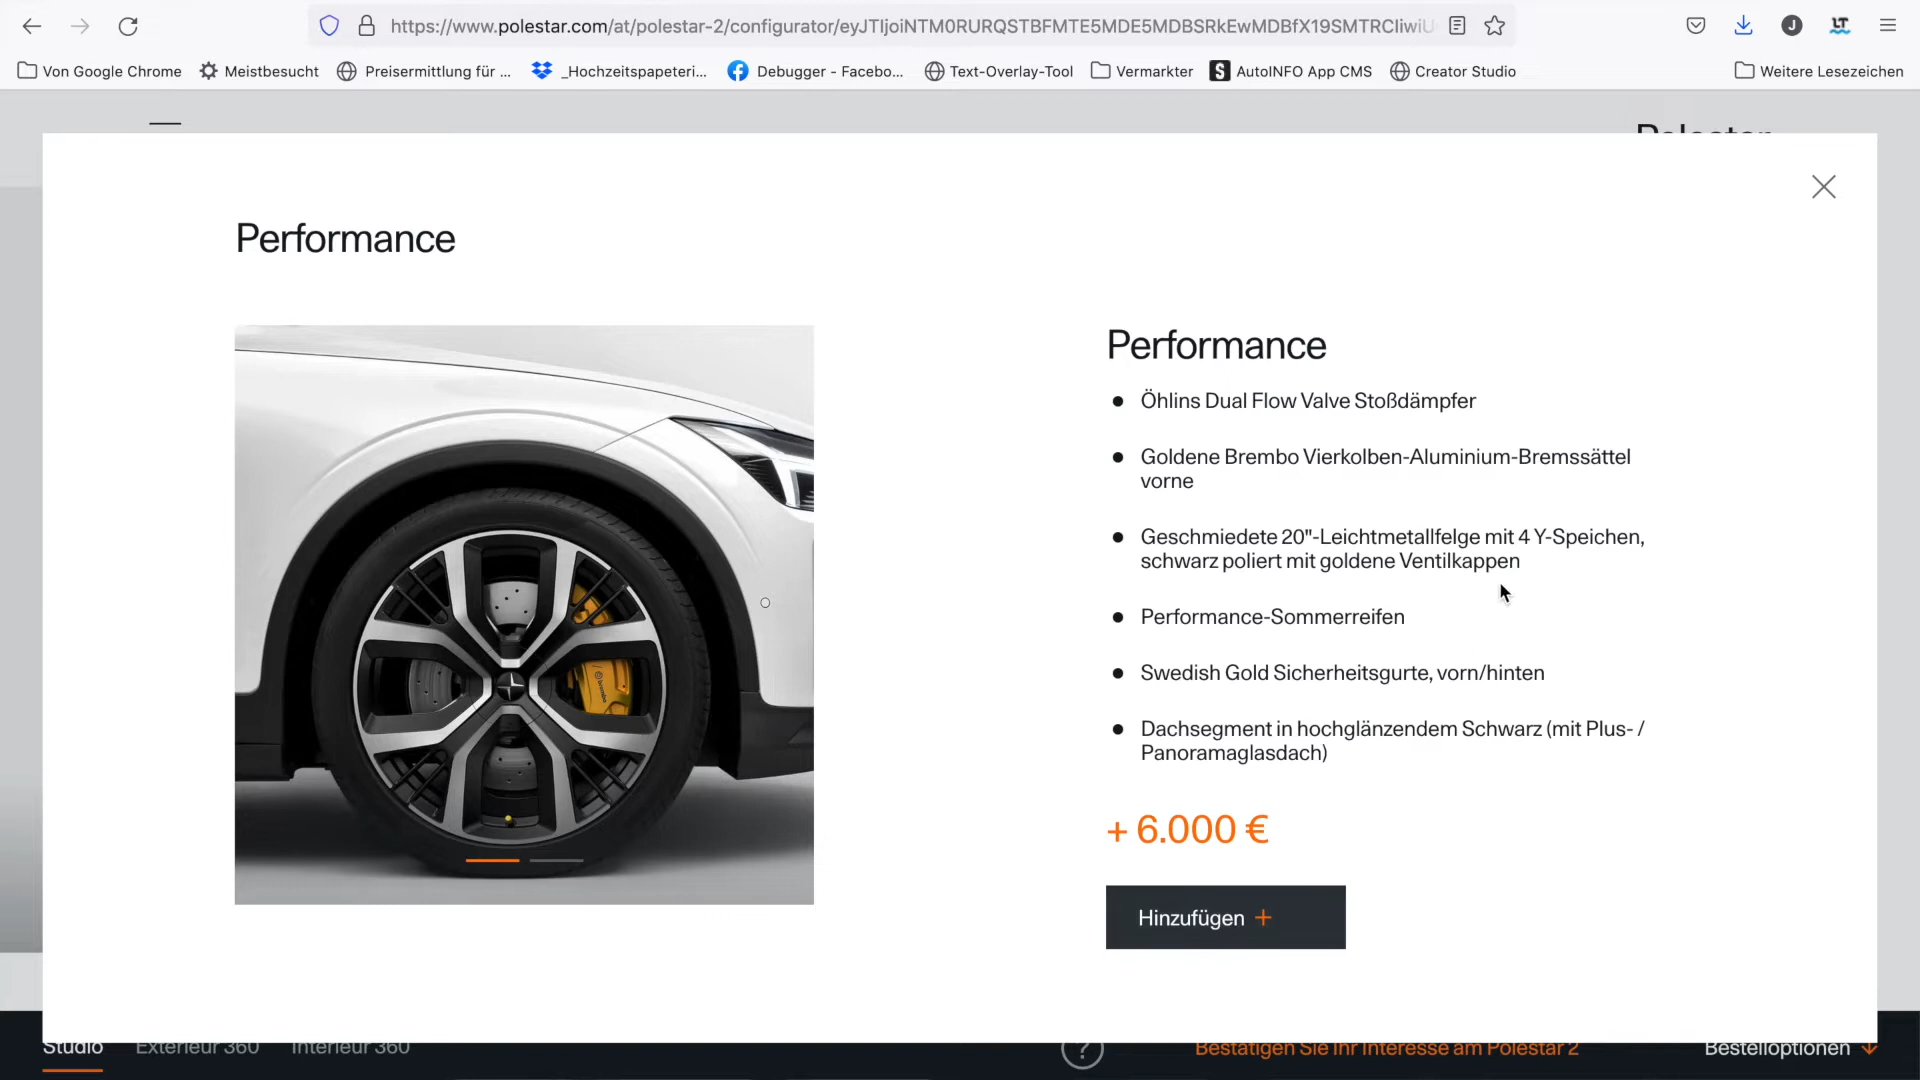 https://www.polestar.com/at/polestar-2/configurator/eyJTljoiNTM0RURQSTBFMTE5MDE5MDBSRkEwMDBfX19SMTRCIiwiU
J
LT
Von Google Chrome
Meistbesucht
Preisermittlung für ...
_Hochzeitspapeteri...
Debugger - Facebo...
Text-Overlay-Tool
Vermarkter
S
AutoINFO App CMS
Creator Studio
Weitere Lesezeichen
Polestar
Performance
Performance
Öhlins Dual Flow Valve Stoßdämpfer
Goldene Brembo Vierkolben-Aluminium-Bremssättel
vorne
Geschmiedete 20"-Leichtmetallfelge mit 4 Y-Speichen,
schwarz poliert mit goldene Ventilkappen
Performance-Sommerreifen
Swedish Gold Sicherheitsgurte, vorn/hinten
Dachsegment in hochglänzendem Schwarz (mit Plus- /
Panoramaglasdach)
brembo
+ 6.000 €
Hinzufügen +
Studio
Exterieur 360
Interieur 360
?
Bestätigen Sie Ihr Interesse am Polestar 2
Bestelloptionen